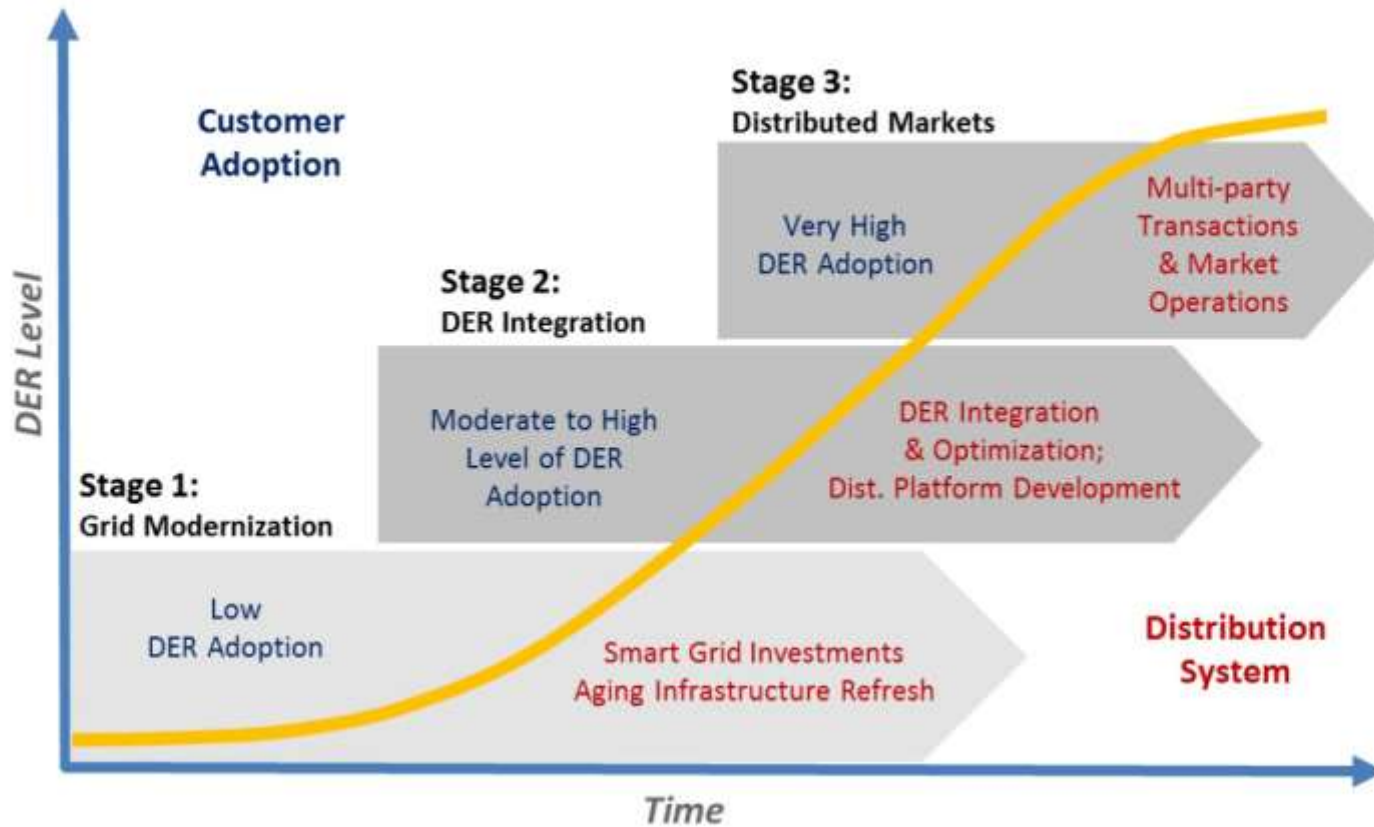 Customer
Adoption
Stage 3:
Distributed Markets
Very High
DER Adoption
Multi-party
Transactions
& Market
Operations
Stage 2:
DER Integration
Moderate to High
Level of DER
Adoption
DER Integration
& Optimization;
Dist. Platform Development
Stage 1:
Grid Modernization
Low
DER Adoption
Smart Grid Investments
Aging Infrastructure Refresh
Distribution
System
DER Level
Time